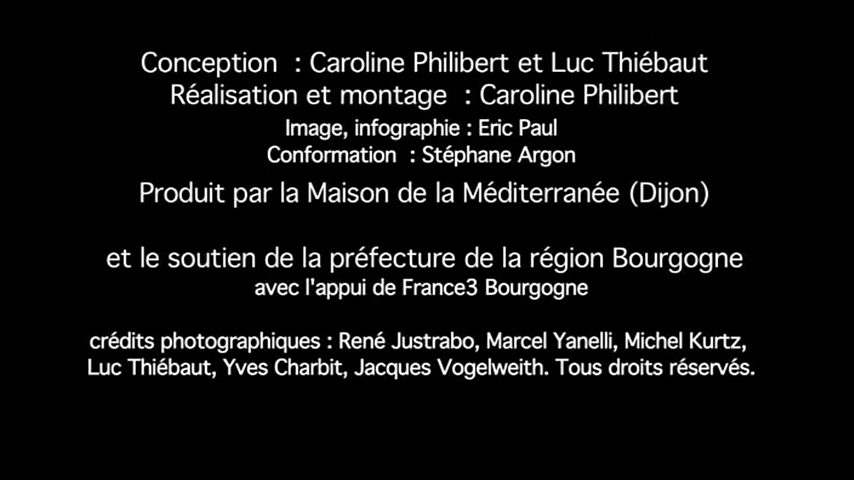 Conception  : Caroline Philibert et Luc Thiébaut
Réalisation et montage  : Caroline Philibert
Image, infographie : Eric Paul
Conformation  : Stéphane Argon
Produit par la Maison de la Méditerranée (Dijon)
et le soutien de la préfecture de la région Bourgogne
avec l'appui de France3 Bourgogne
crédits photographiques : René Justrabo, Marcel Yanelli, Michel Kurtz,
Luc Thiébaut, Yves Charbit, Jacques Vogelweith. Tous droits réservés.